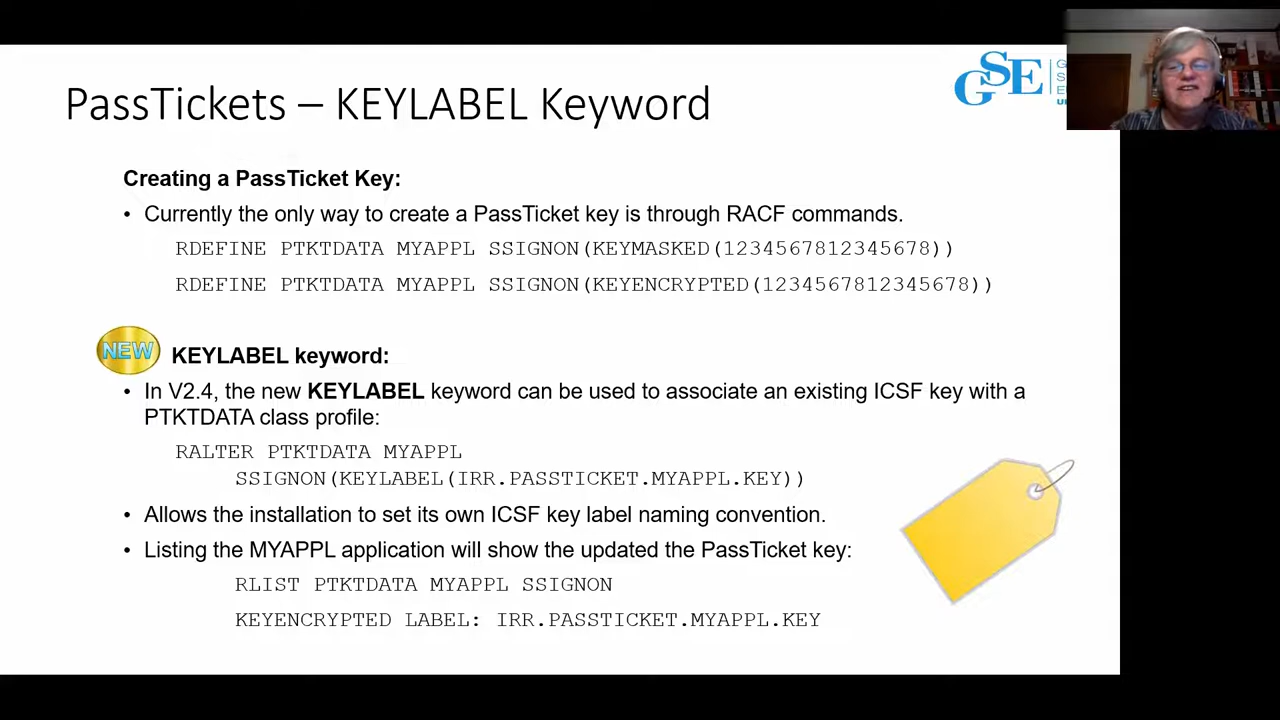 PassTickets – KEYLABEL Keyword
GSE
G
S
E
Creating a PassTicket Key:
• Currently the only way to create a PassTicket key is through RACF commands.
RDEFINE PTKTDATA MYAPPL SSIGNON(KEYMASKED(1234567812345678))
RDEFINE PTKTDATA MYAPPL SSIGNON(KEYENCRYPTED(1234567812345678))
NEW KEYLABEL keyword:
• In V2.4, the new KEYLABEL keyword can be used to associate an existing ICSF key with a
PTKTDATA class profile:
RALTER PTKTDATA MYAPPL
SSIGNON(KEYLABEL(IRR.PASSTICKET.MYAPPL.KEY))
• Allows the installation to set its own ICSF key label naming convention.
• Listing the MYAPPL application will show the updated the PassTicket key:
RLIST PTKTDATA MYAPPL SSIGNON
KEYENCRYPTED LABEL: IRR.PASSTICKET.MYAPPL.KEY